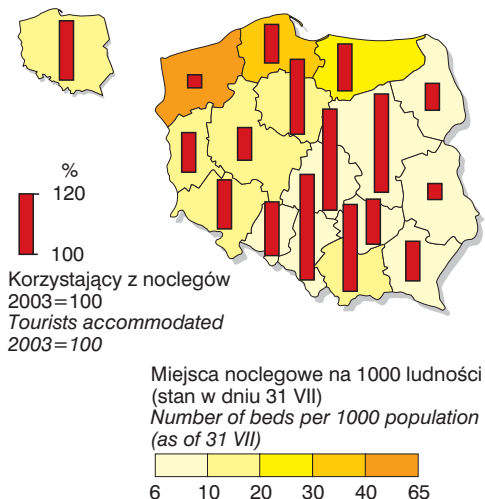 %
120
100
Korzystający z noclegów
2003=100
Tourists accommodated
2003=100
Miejsca noclegowe na 1000 ludności
(stan w dniu 31 VII)
Number of beds per 1000 population
(as of 31 VII)
6 10 20 30 40 65